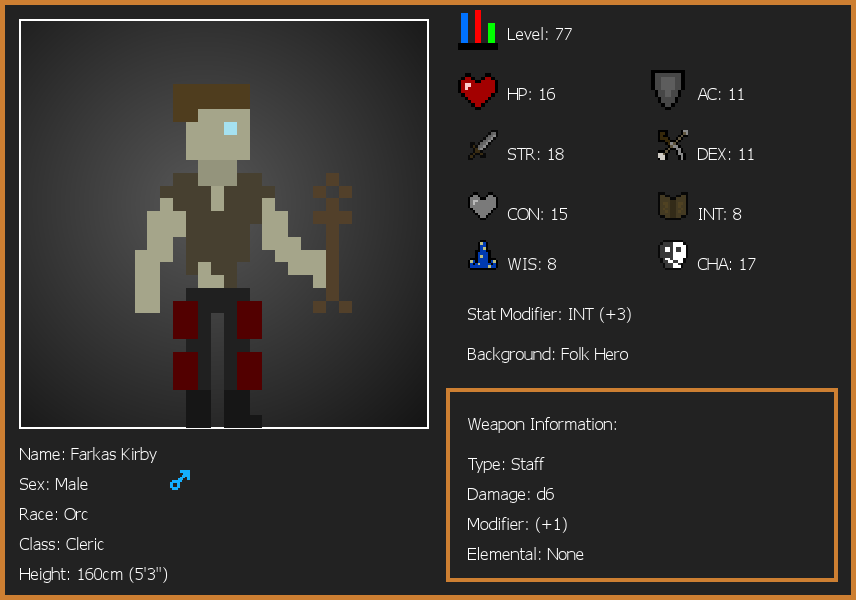 Level: 77
HP: 16
AC: 11
STR: 18
DEX: 11
CON: 15
INT: 8
WIS: 8
CHA: 17
Stat Modifier: INT (+3)
Background: Folk Hero
Weapon Information:
Type: Staff
Damage: d6
Modifier: (+1)
Elemental: None
Name: Farkas Kirby
Sex: Male
Race: Orc
Class: Cleric
Height: 160cm (5'3")